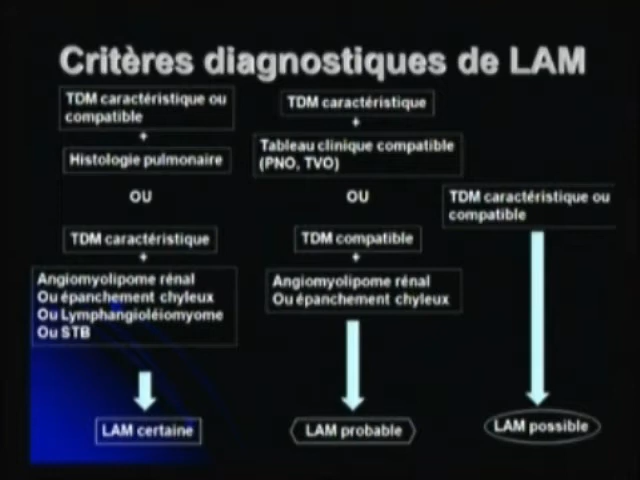 Critères diagnostiques de LAM
TDM caractéristique ou
compatible
+
Histologie pulmonaire
OU
TDM caractéristique
+
Angiomyolipome rénal
Ou épanchement chyleux
Ou Lymphangioléiomyome
Ou STB
LAM certaine
TDM caractéristique
+
Tableau clinique compatible
(PNO, TVO)
OU
TDM compatible
+
Angiomyolipome rénal
Ou épanchement chyleux
LAM probable
TDM caractéristique ou
compatible
LAM possible